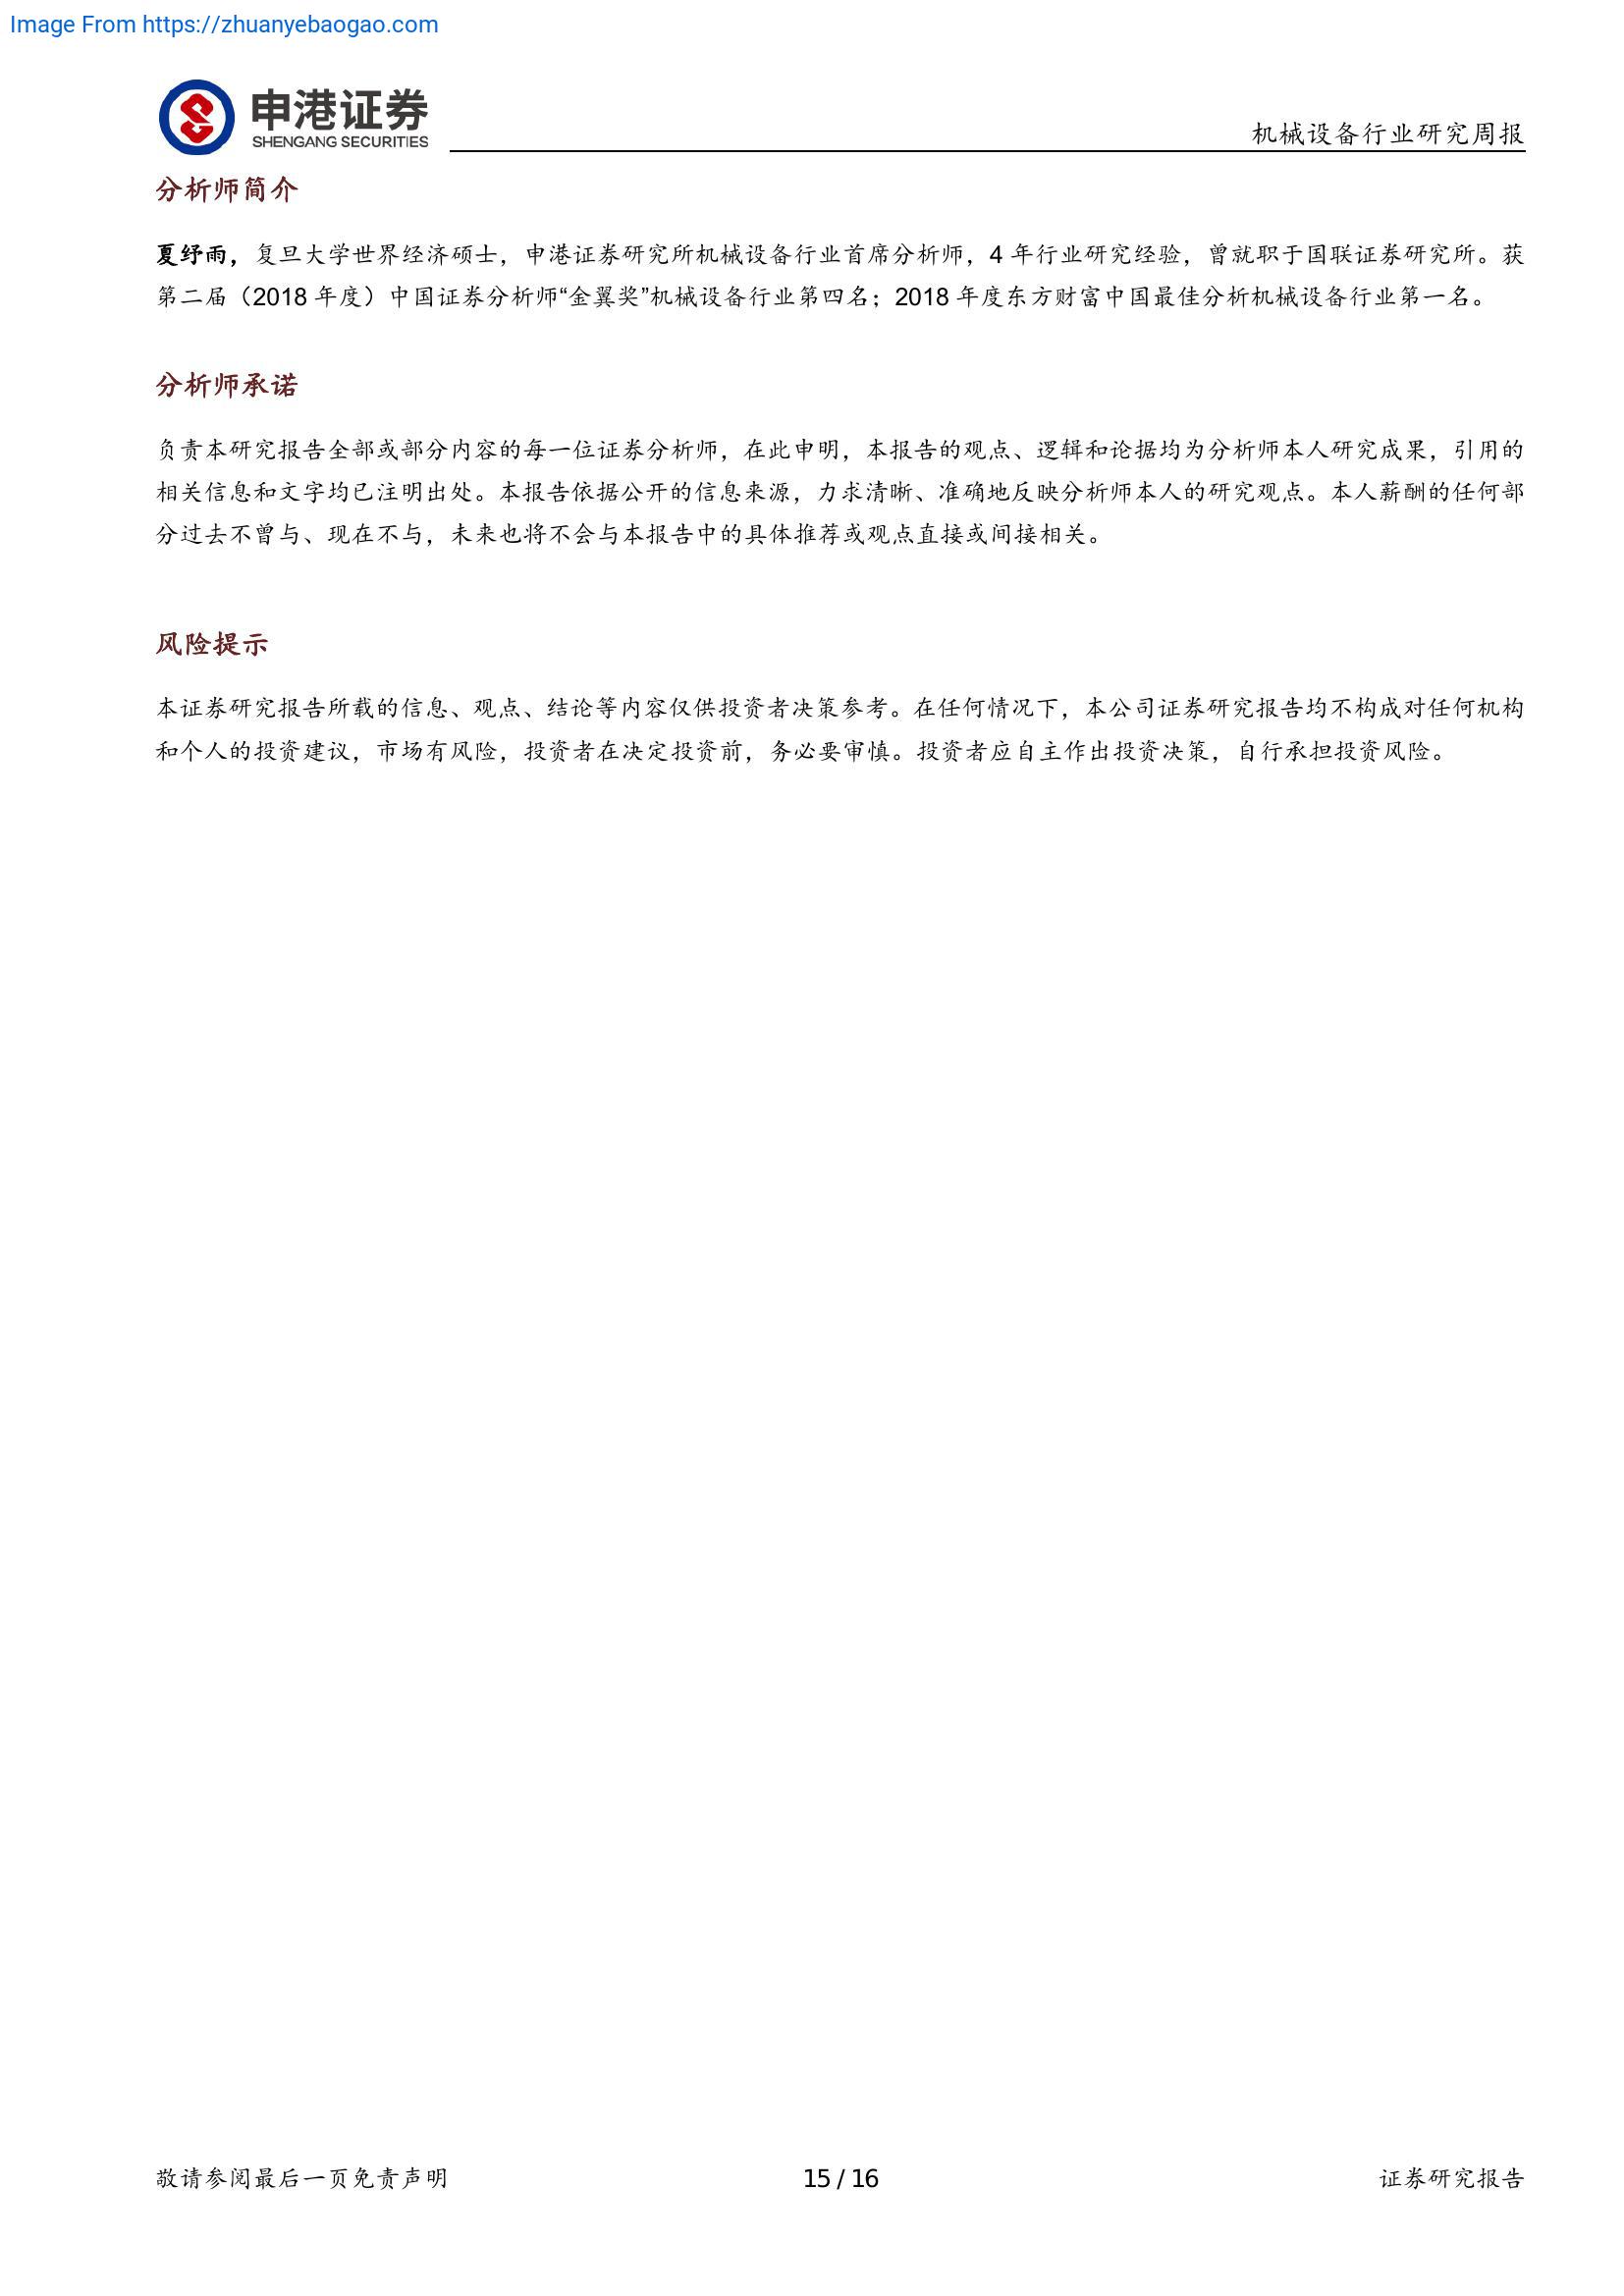 Image From https://zhuanyebaogao.com
申港证券
SHENGANG SECURITIES
机械设备行业研究周报
分析师简介
夏纾雨，复旦大学世界经济硕士，申港证券研究所机械设备行业首席分析师，4 年行业研究经验，曾就职于国联证券研究所。获
第二届（2018 年度）中国证券分析师“金翼奖”机械设备行业第四名；2018 年度东方财富中国最佳分析机械设备行业第一名。
分析师承诺
负责本研究报告全部或部分内容的每一位证券分析师，在此申明，本报告的观点、逻辑和论据均为分析师本人研究成果，引用的
相关信息和文字均已注明出处。本报告依据公开的信息来源，力求清晰、准确地反映分析师本人的研究观点。本人薪酬的任何部
分过去不曾与、现在不与，未来也将不会与本报告中的具体推荐或观点直接或间接相关。
风险提示
本证券研究报告所载的信息、观点、结论等内容仅供投资者决策参考。在任何情况下，本公司证券研究报告均不构成对任何机构
和个人的投资建议，市场有风险，投资者在决定投资前，务必要审慎。投资者应自主作出投资决策，自行承担投资风险。
敬请参阅最后一页免责声明
15 / 16
证券研究报告